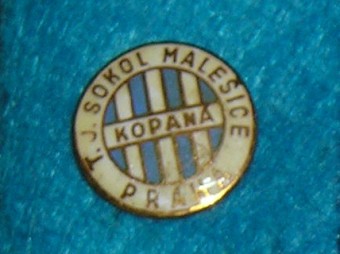 T.J. SOKOL MALEŠICE
KOPANÁ
PRAHA